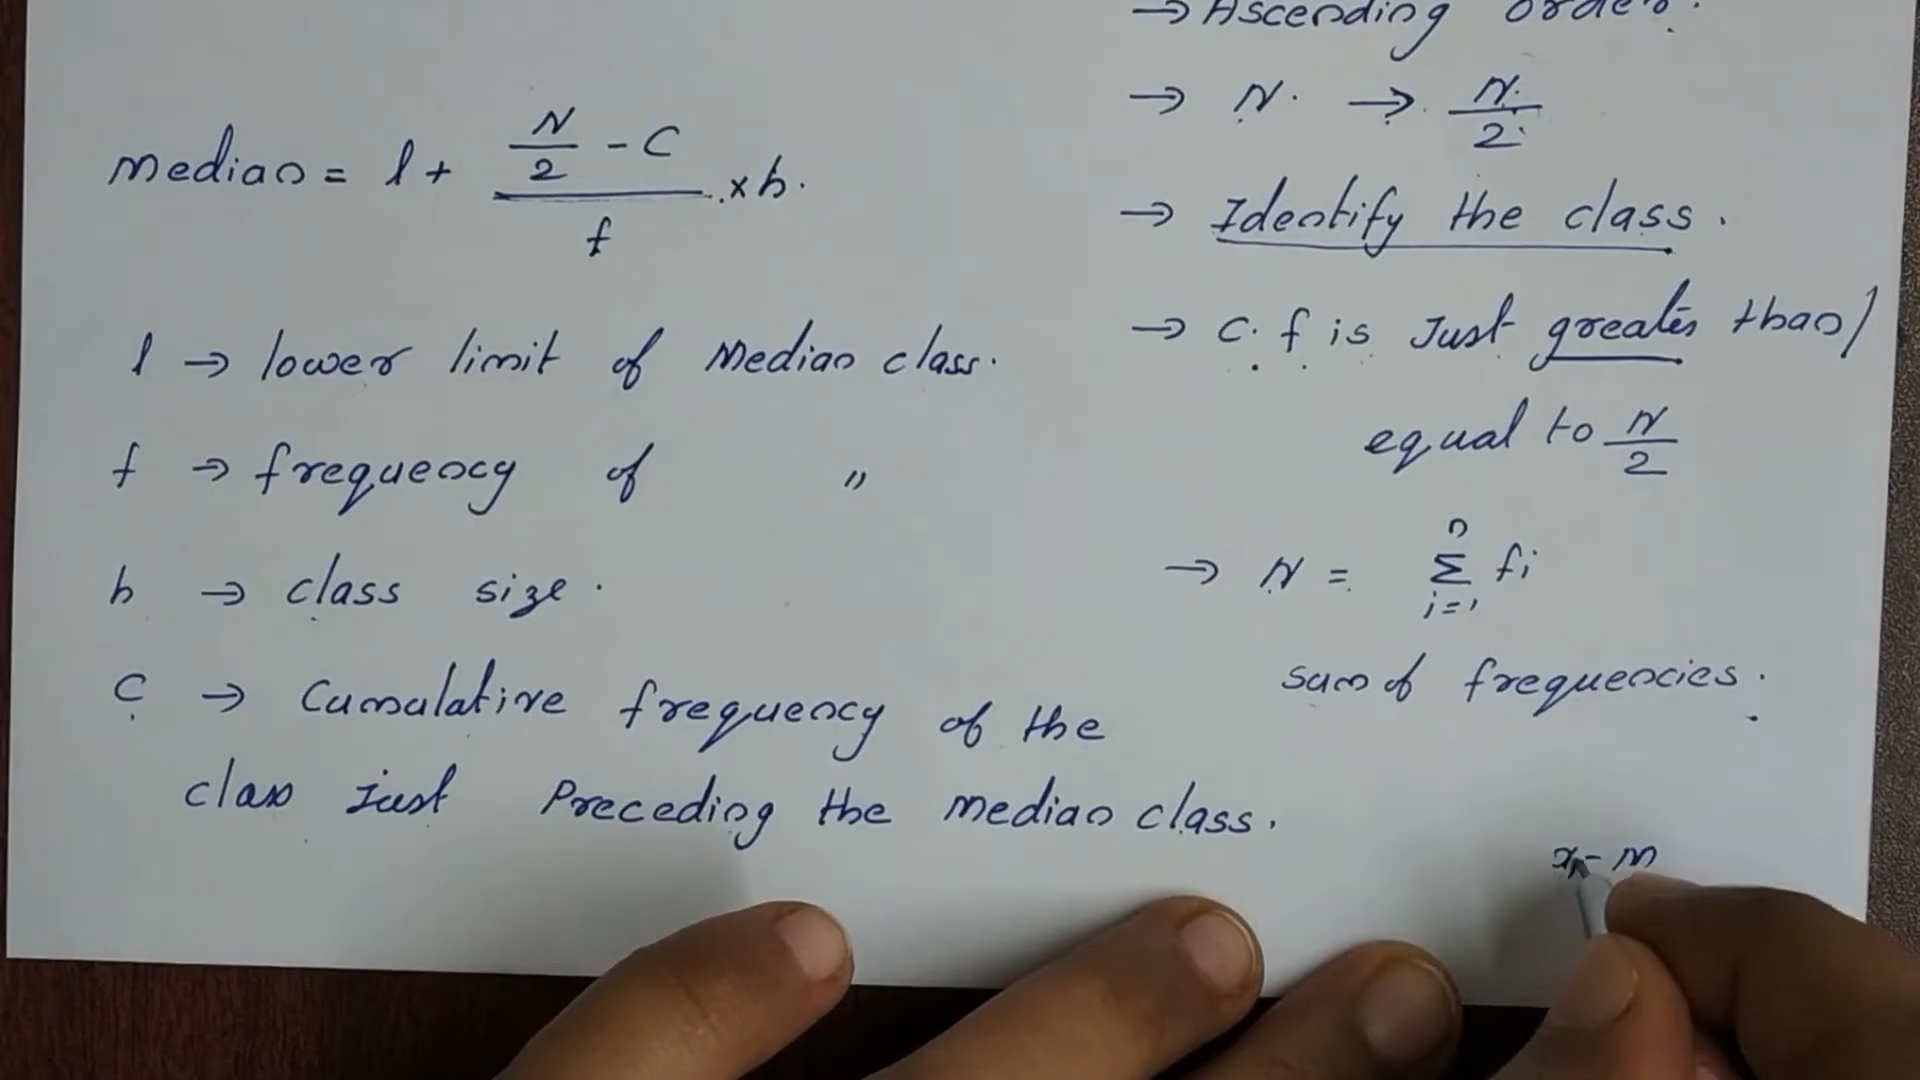 Median = l + (N/2 - C)/f × h.
l → lower limit of Median class.
f → frequency of "
h → class size.
C → Cumulative frequency of the
class Just Preceding the median class.
→ Ascending order.
→ N. → N/2
→ Identify the class.
→ C.f is Just greater than/
equal to N/2
→ N = n Σ i=1 fi
sum of frequencies.
xi - M